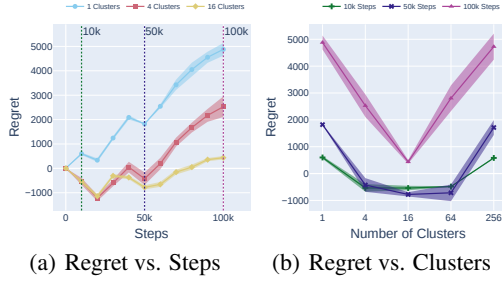 1 Clusters 4 Clusters 16 Clusters
10k 50k 100k
Regret
5000
4000
3000
2000
1000
0
−1000
0 50k 100k
Steps
(a) Regret vs. Steps
10k Steps 50k Steps 100k Steps
Regret
5000
4000
3000
2000
1000
0
−1000
1 4 16 64 256
Number of Clusters
(b) Regret vs. Clusters